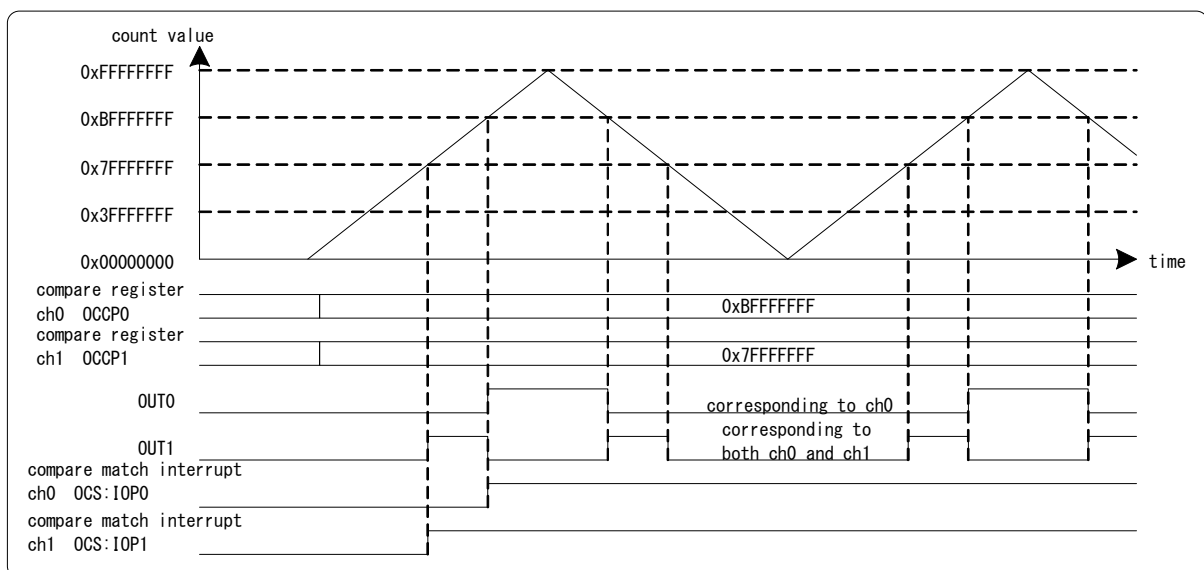 count value
0xFFFFFFFF
0xBFFFFFFF
0x7FFFFFFF
0x3FFFFFFF
0x00000000
time
compare register
ch0 OCCP0
0xBFFFFFFF
compare register
ch1 OCCP1
0x7FFFFFFF
OUT0
corresponding to ch0
OUT1
corresponding to
both ch0 and ch1
compare match interrupt
ch0 OCS:IOP0
compare match interrupt
ch1 OCS:IOP1